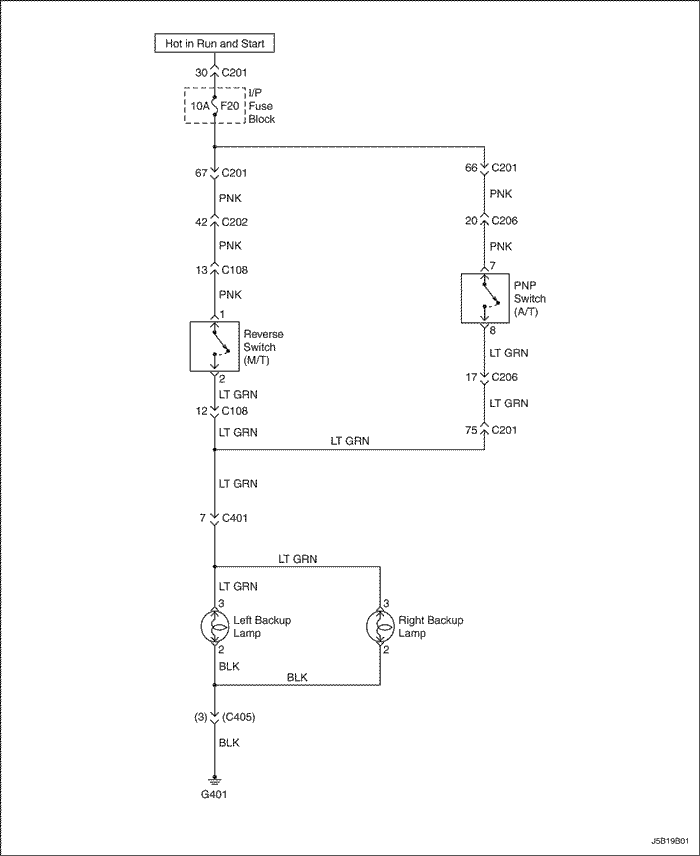 Hot in Run and Start
30 C201
I/P
Fuse
Block
10A F20
67 C201
66 C201
PNK
PNK
42 C202
20 C206
PNK
PNK
13 C108
7
PNK
PNP
Switch
(A/T)
1
8
Reverse
Switch
(M/T)
LT GRN
2
17 C206
LT GRN
LT GRN
12 C108
75 C201
LT GRN
LT GRN
LT GRN
7 C401
LT GRN
LT GRN
3
3
Left Backup
Lamp
Right Backup
Lamp
2
2
BLK
BLK
(3) (C405)
BLK
G401
J5B19B01